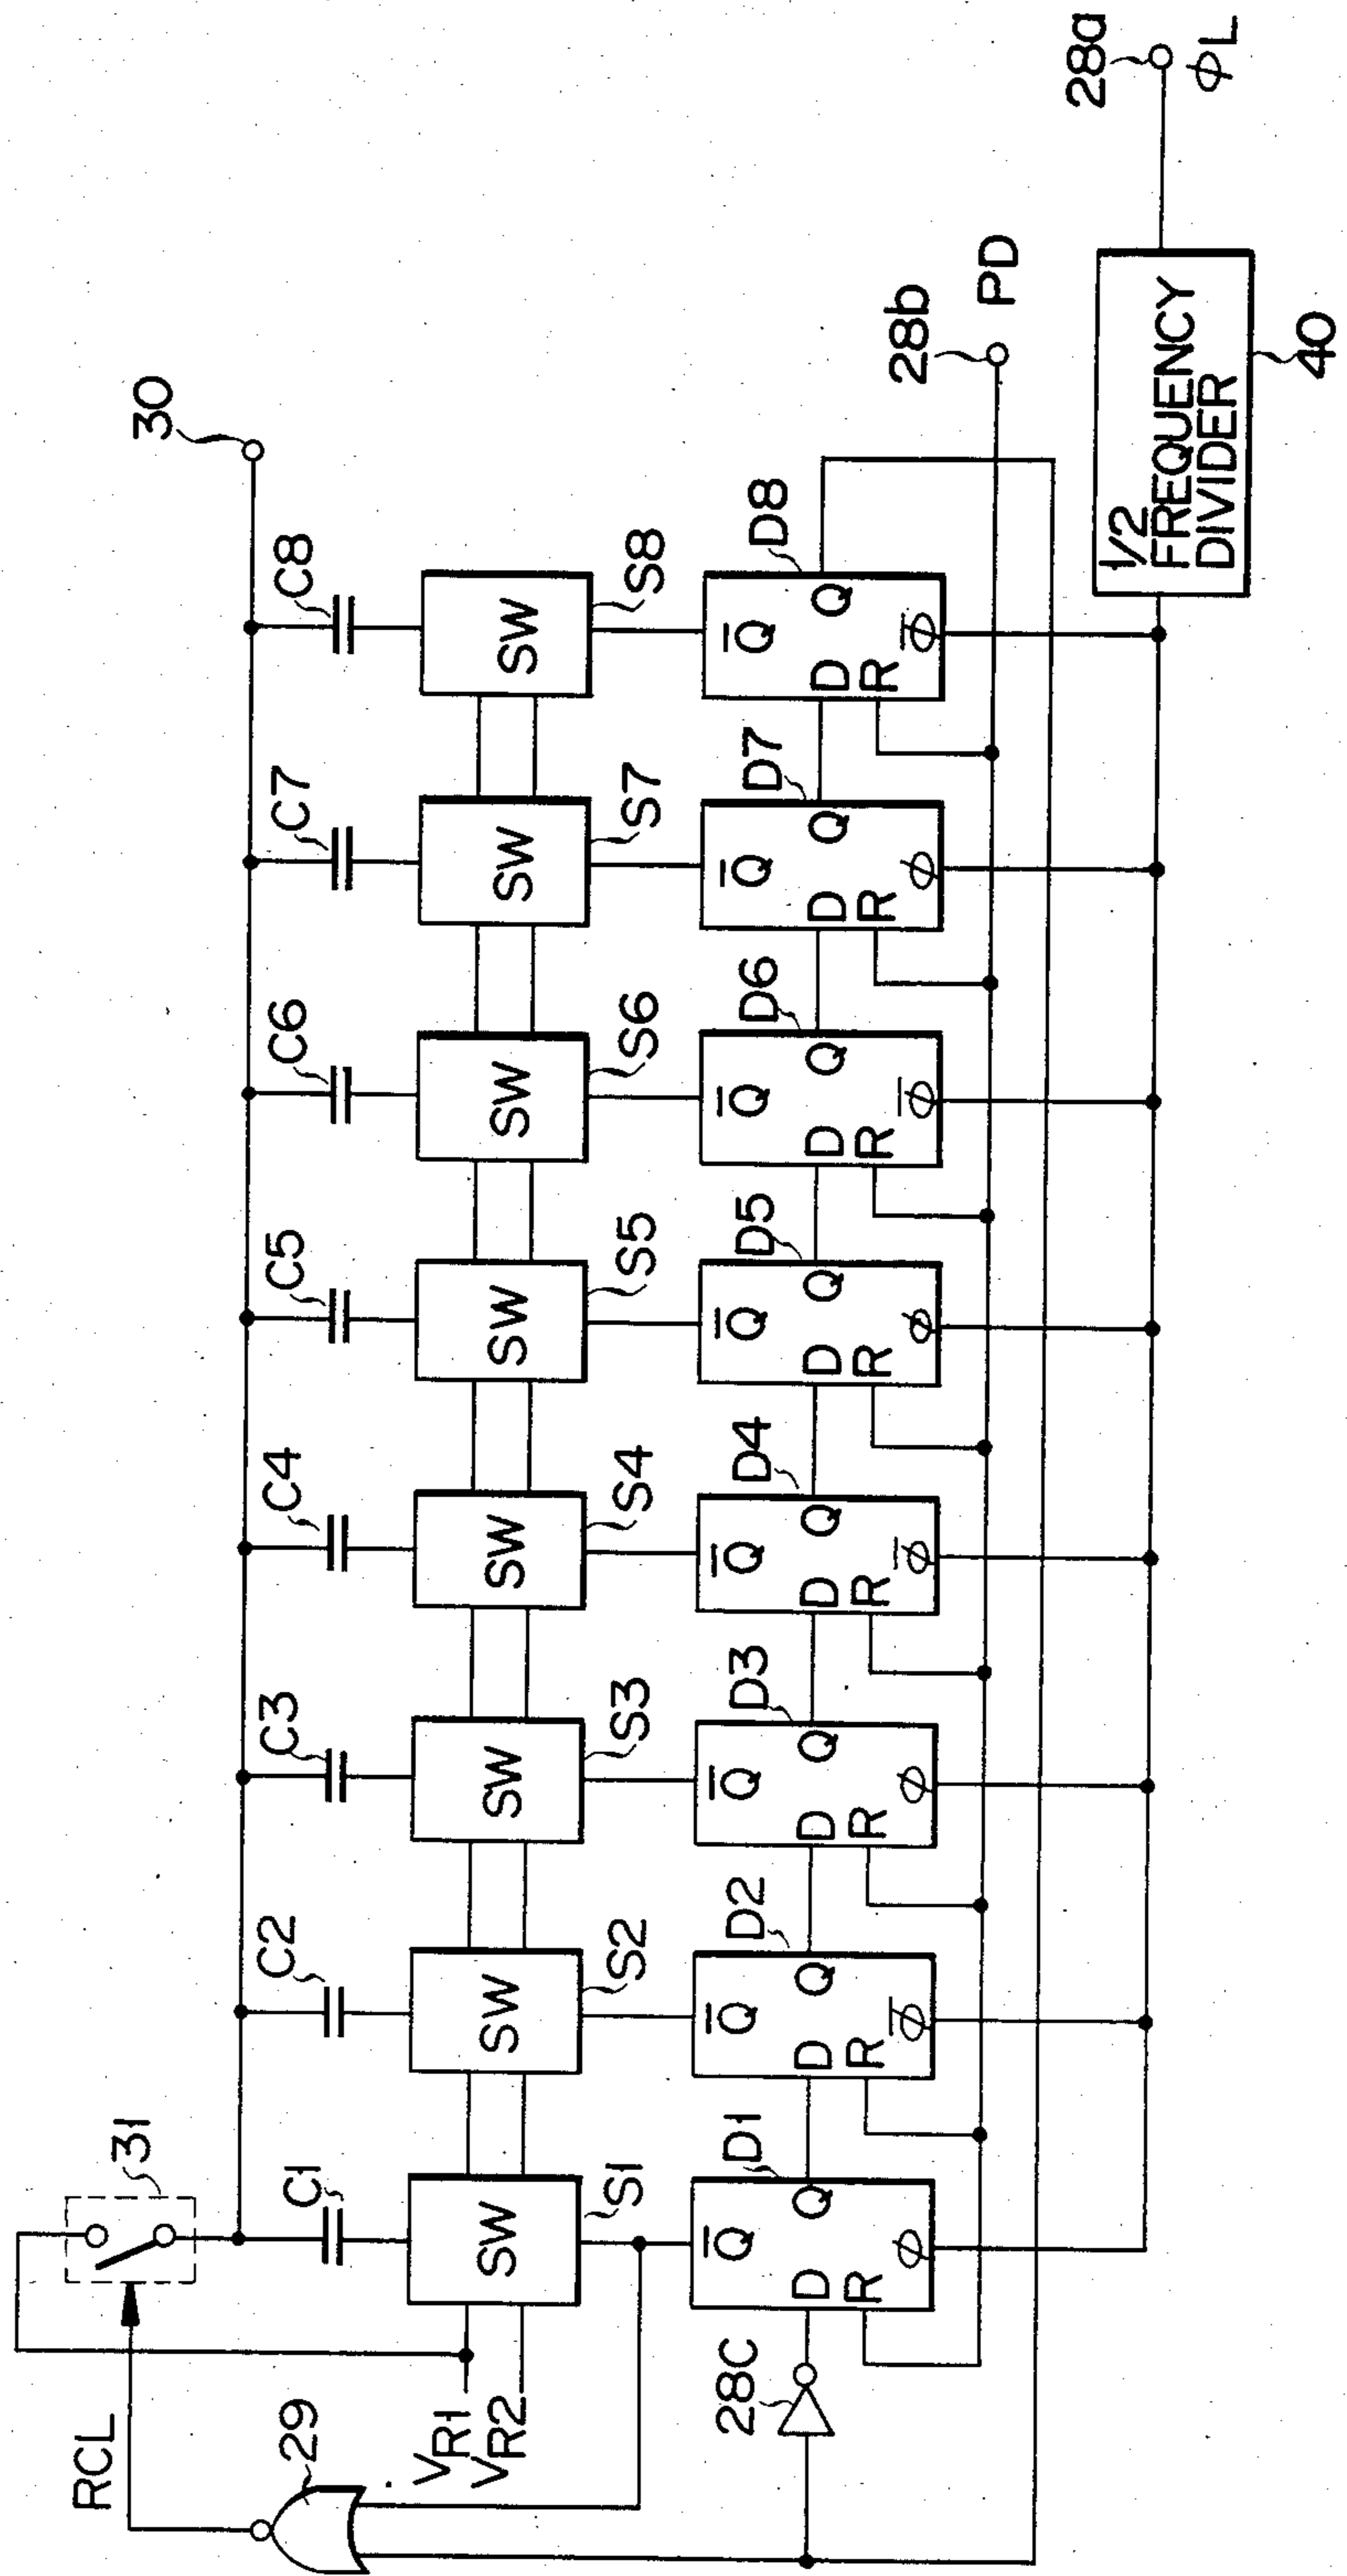 RCL
31
30
29
C1 C2 C3 C4 C5 C6 C7 C8
VR1
VR2
SW SW SW SW SW SW SW SW
S1 S2 S3 S4 S5 S6 S7 S8
28C
D1 D2 D3 D4 D5 D6 D7 D8
Q̅ Q̅ Q̅ Q̅ Q̅ Q̅ Q̅ Q̅
D Q D Q D Q D Q D Q D Q D Q D Q
R R R R R R R R
ϕ ϕ̅ ϕ ϕ̅ ϕ ϕ̅ ϕ ϕ̅
28b
PD
1/2
FREQUENCY
DIVIDER
40
28a
ϕL